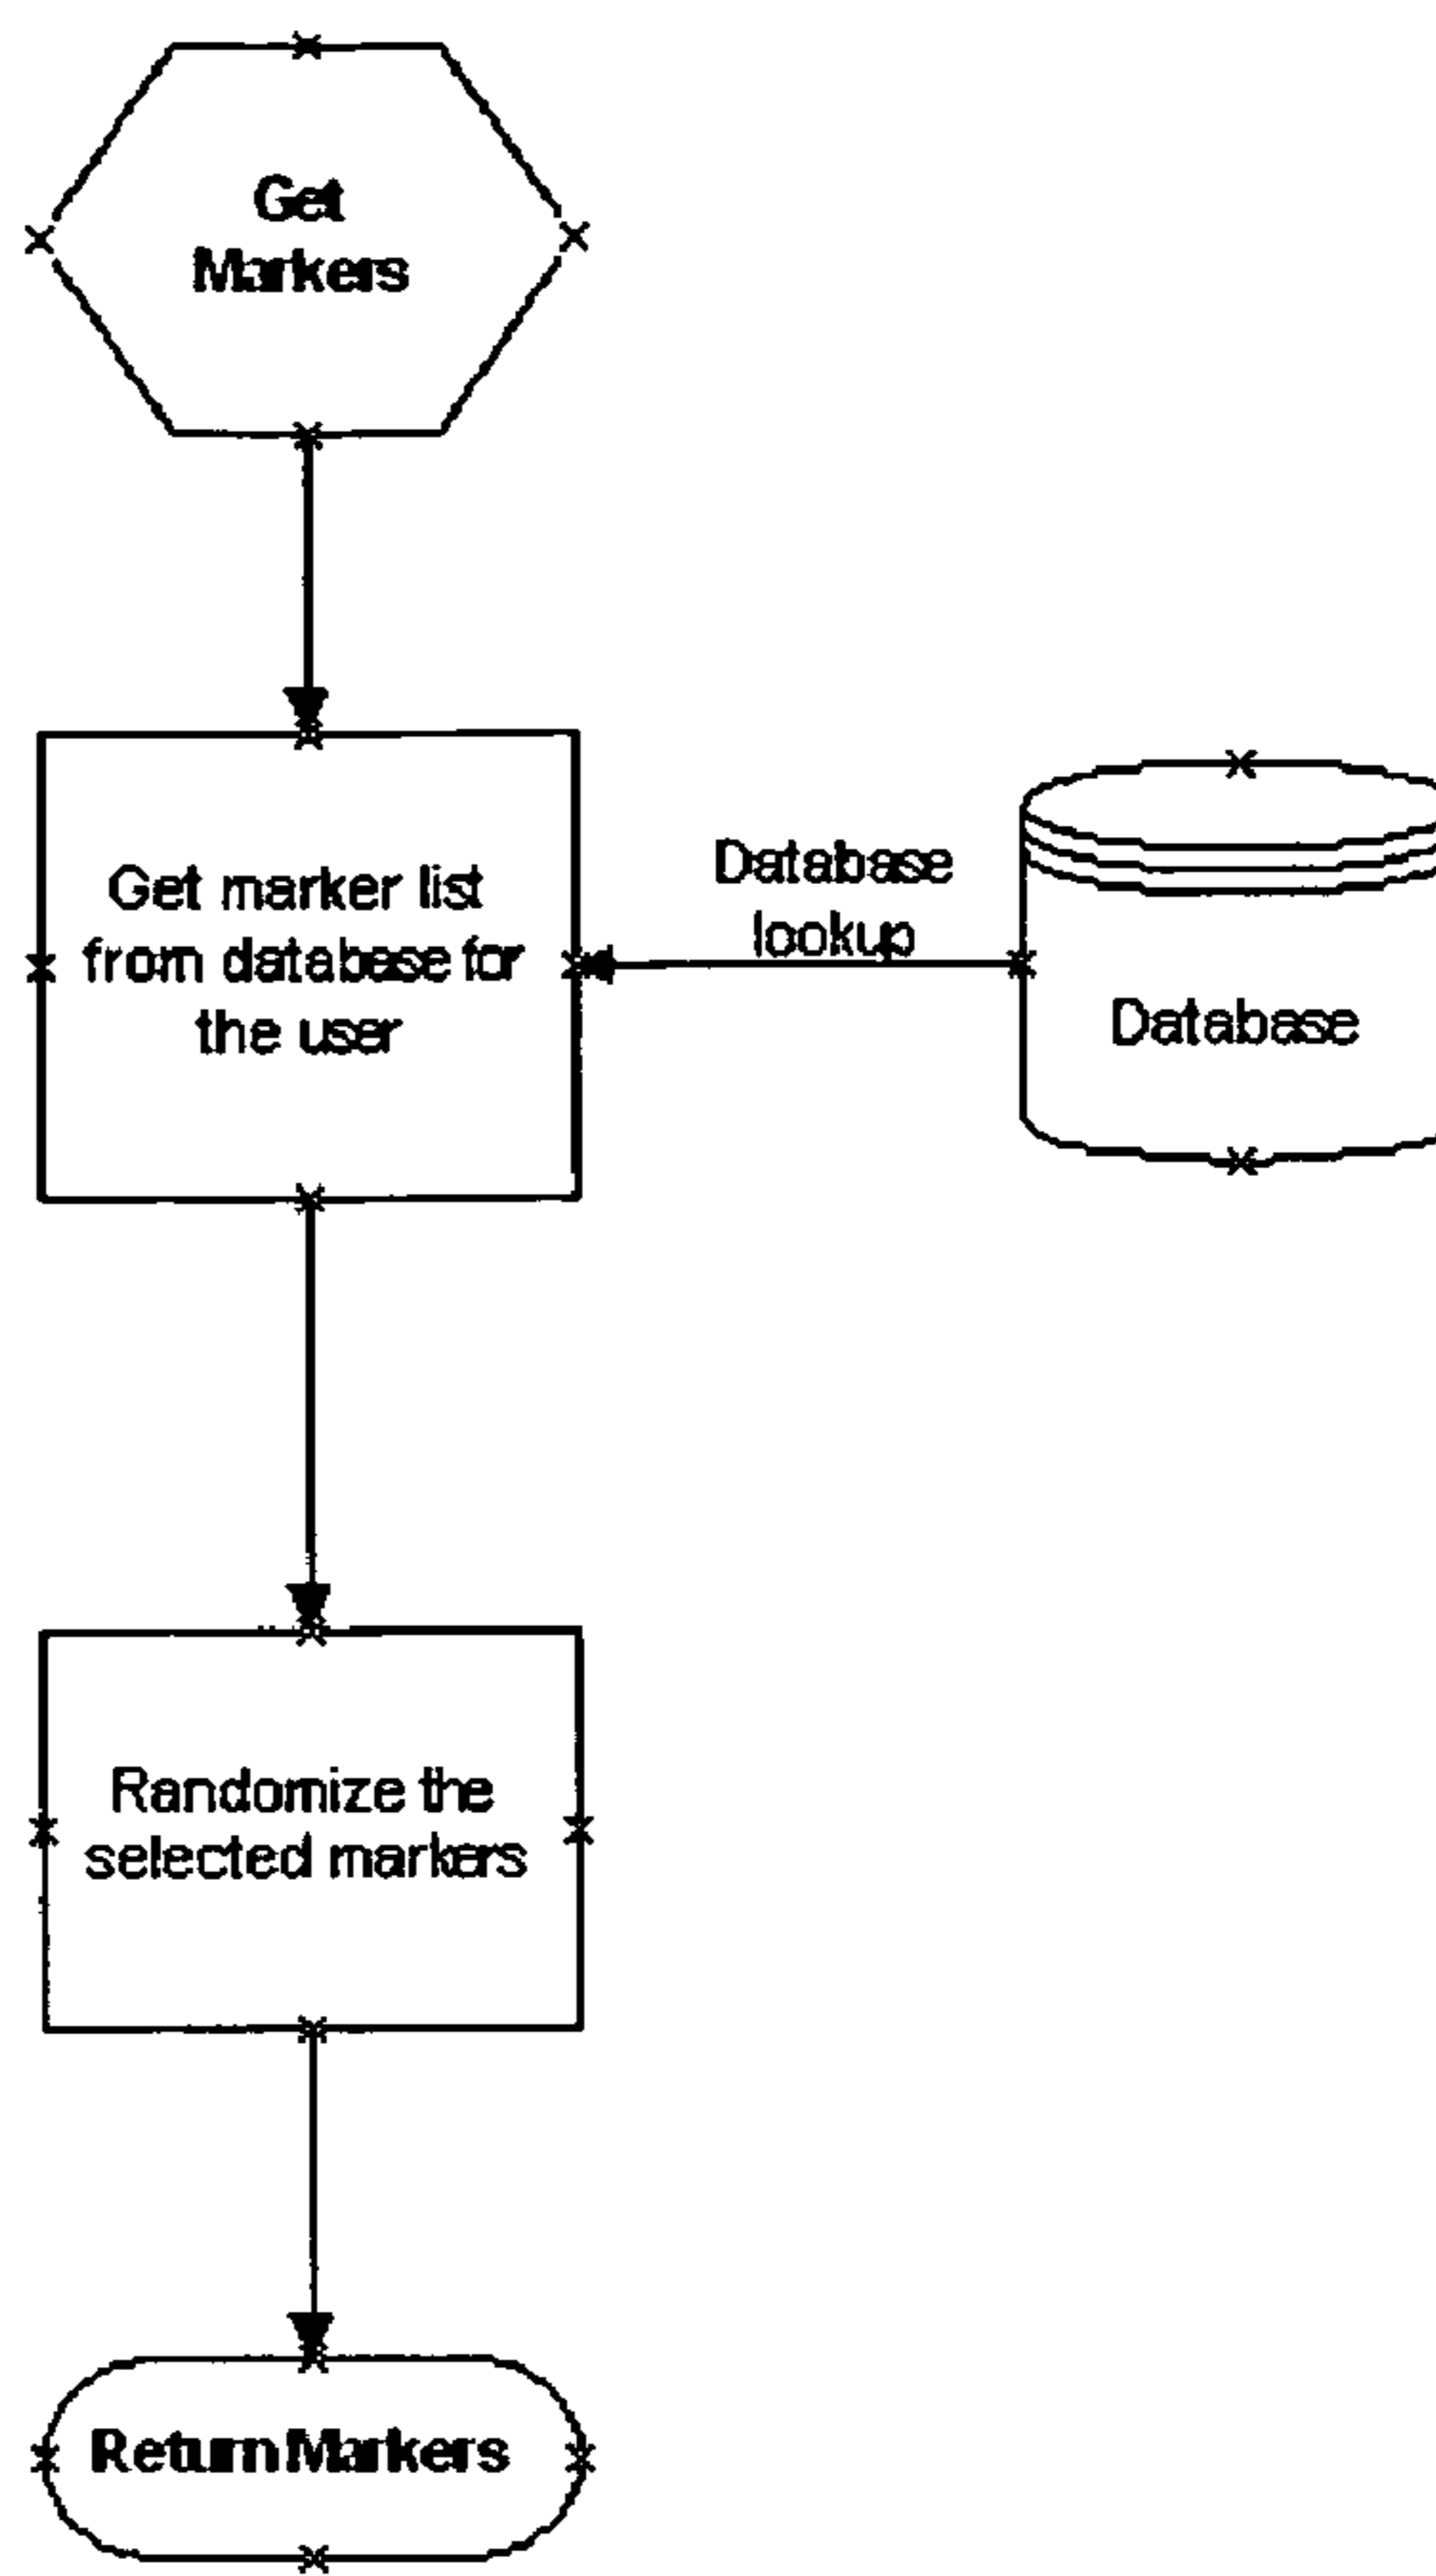 Get
Markers
Get marker list
from database for
the user
Database
lookup
Database
Randomize the
selected markers
Return Markers